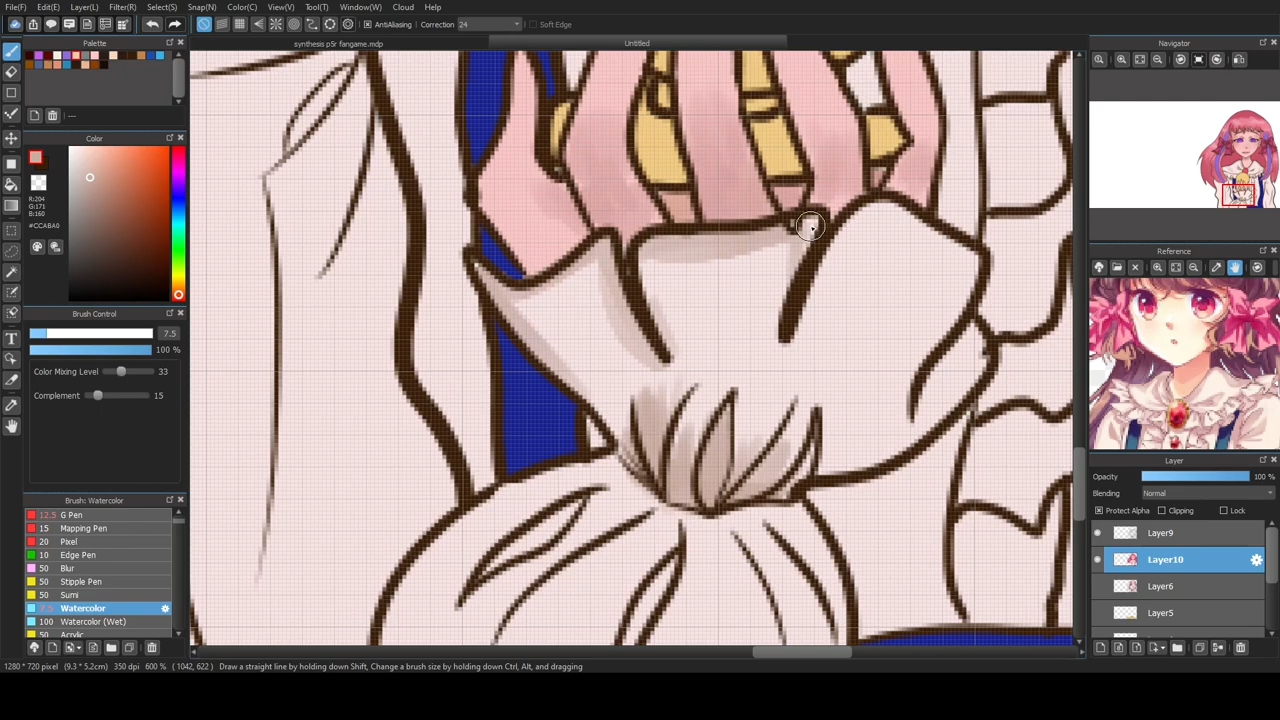 File(F) Edit(E) Layer(L) Filter(R) Select(S) Snap(N) Color(C) View(V) Tool(T) Window(W) Cloud Help
AntiAliasing Correction 24 Soft Edge
Palette
synthesis p5r fangame.mdp Untitled
Navigator
---
Color
R:204
G:171
B:160
#CCABA0
Reference
Brush Control
7.5
100 %
Color Mixing Level 33
Complement 15
Layer
Opacity 100 %
Blending Normal
Protect Alpha Clipping Lock
Layer9
Layer10
Layer6
Layer5
Brush: Watercolor
12.5 G Pen
15 Mapping Pen
20 Pixel
10 Edge Pen
50 Blur
50 Stipple Pen
50 Sumi
7.5 Watercolor
100 Watercolor (Wet)
50 Acrylic
1280 * 720 pixel (9.3 * 5.2cm) 350 dpi 600 % ( 1042, 622 ) Draw a straight line by holding down Shift, Change a brush size by holding down Ctrl, Alt, and dragging